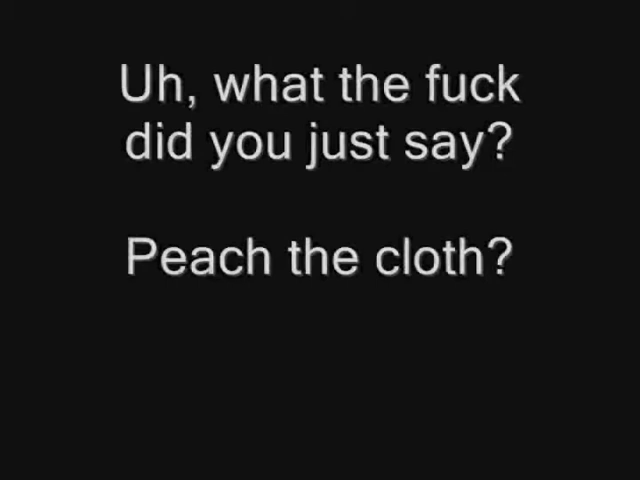 Uh, what the fuck
did you just say?
Peach the cloth?